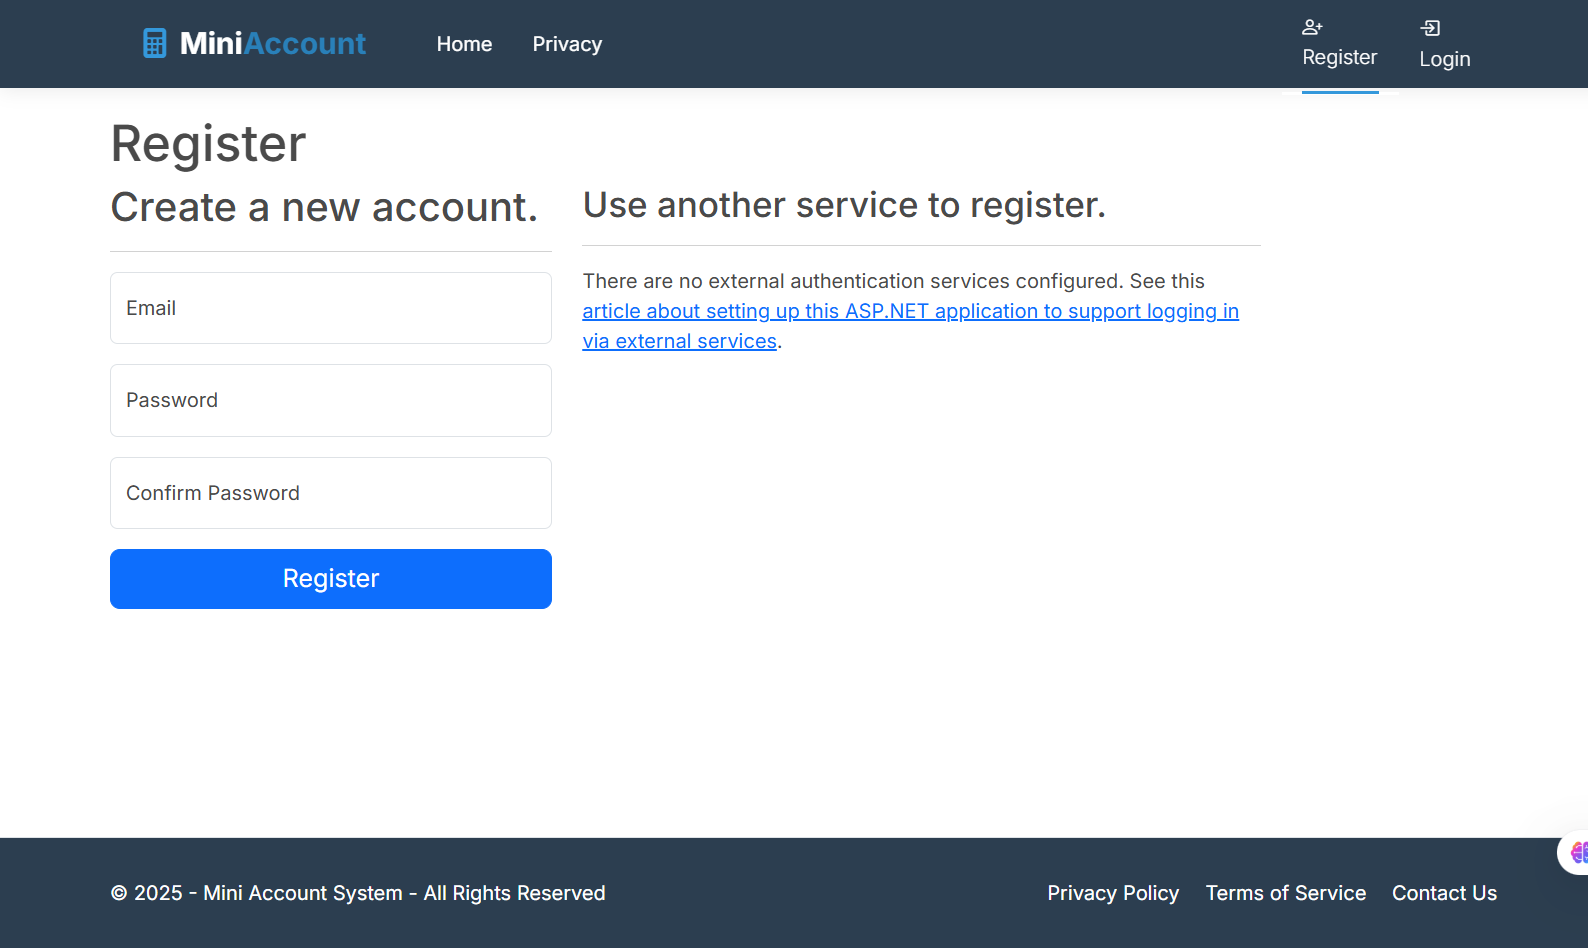 MiniAccount
Home
Privacy
Register
Login
Register
Create a new account.
Email
Password
Confirm Password
Register
Use another service to register.
There are no external authentication services configured. See this
article about setting up this ASP.NET application to support logging in
via external services.
© 2025 - Mini Account System - All Rights Reserved
Privacy Policy
Terms of Service
Contact Us